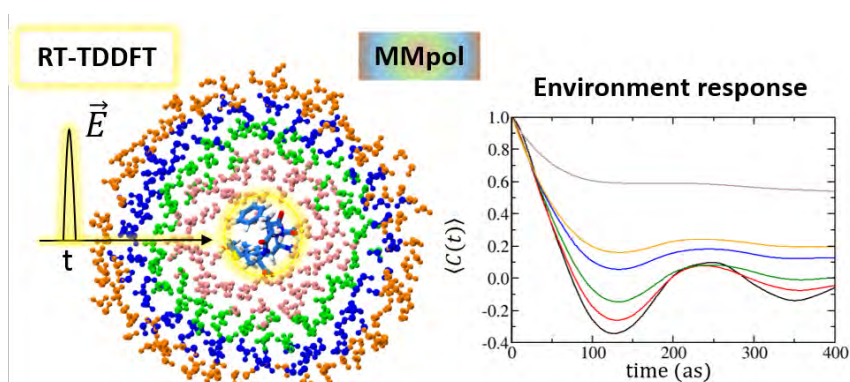 RT-TDDFT
MMpol
E
t
Environment response
⟨C(t)⟩
1.0
0.8
0.6
0.4
0.2
0.0
-0.2
-0.4
0 100 200 300 400
time (as)